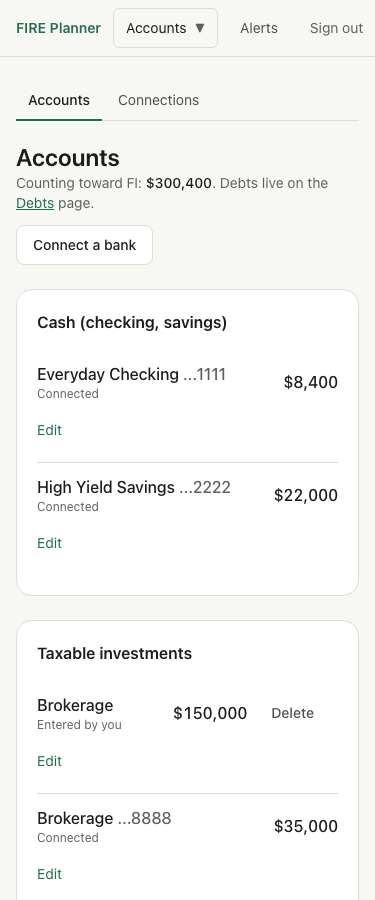 FIRE Planner Accounts ▼ Alerts Sign out
Accounts Connections
Accounts
Counting toward FI: $300,400. Debts live on the
Debts page.
Connect a bank
Cash (checking, savings)
Everyday Checking ...1111
Connected
$8,400
Edit
High Yield Savings ...2222
Connected
$22,000
Edit
Taxable investments
Brokerage
Entered by you
$150,000 Delete
Edit
Brokerage ...8888
Connected
$35,000
Edit